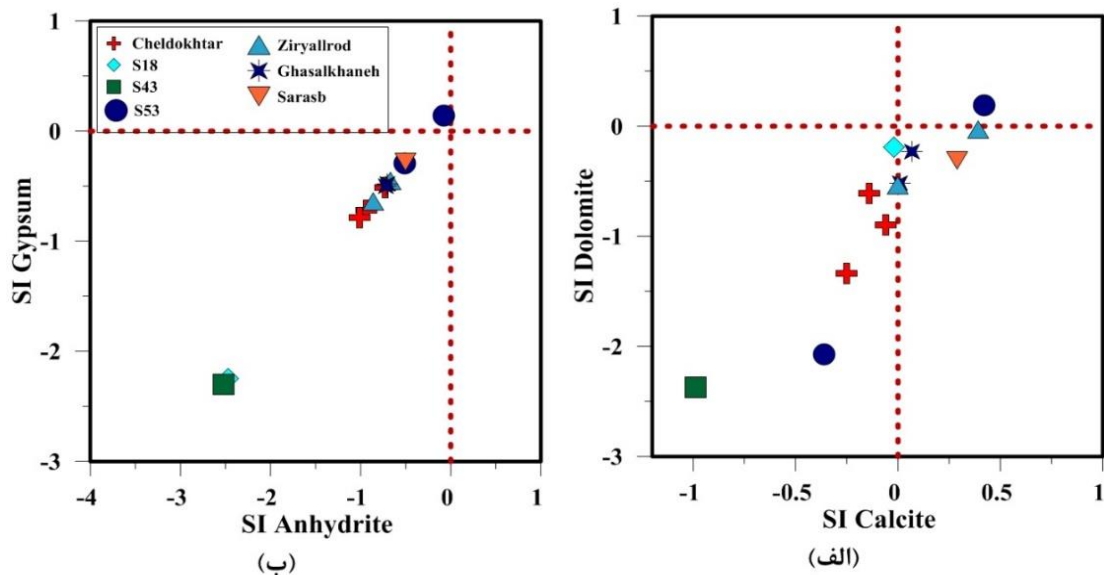 1
0
-1
-2
-3
SI Gypsum
Cheldokhtar
S18
S43
S53
Ziryallrod
Ghasalkhaneh
Sarasb
-4
-3
-2
-1
0
1
SI Anhydrite
(ب)
1
0
-1
-2
-3
SI Dolomite
-1
-0.5
0
0.5
1
SI Calcite
(الف)